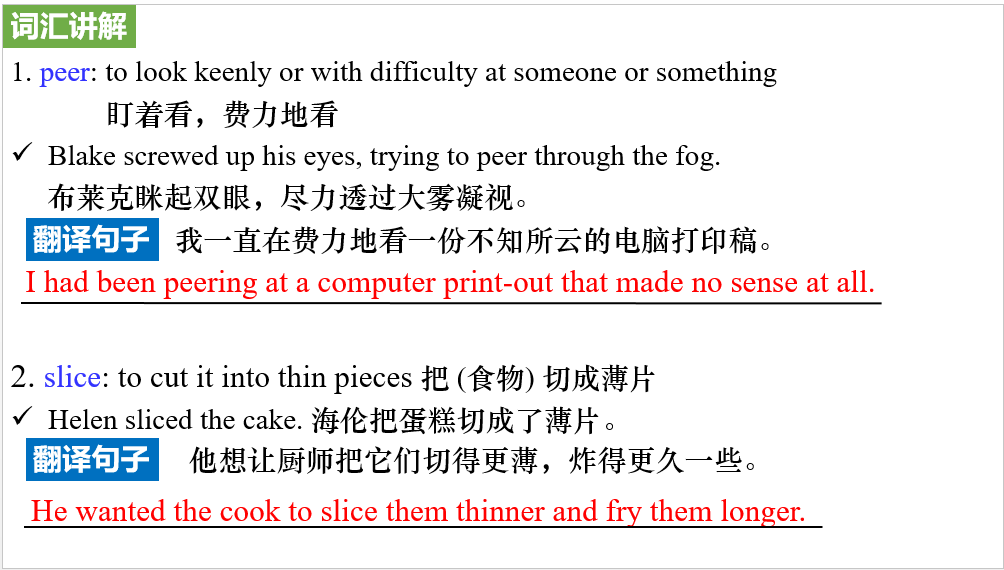 词汇讲解
1. peer: to look keenly or with difficulty at someone or something
盯着看，费力地看
✓ Blake screwed up his eyes, trying to peer through the fog.
布莱克眯起双眼，尽力透过大雾凝视。
翻译句子 我一直在费力地看一份不知所云的电脑打印稿。
I had been peering at a computer print-out that made no sense at all.
2. slice: to cut it into thin pieces 把 (食物) 切成薄片
✓ Helen sliced the cake. 海伦把蛋糕切成了薄片。
翻译句子 他想让厨师把它们切得更薄，炸得更久一些。
He wanted the cook to slice them thinner and fry them longer.